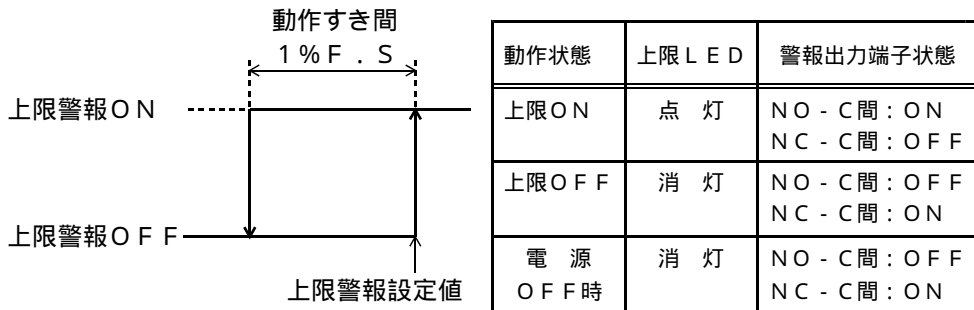 動作すき間
1%F.S
上限警報ON
上限警報OFF
上限警報設定値
動作状態 上限LED 警報出力端子状態
上限ON 点 灯 NO-C間:ON
NC-C間:OFF
上限OFF 消 灯 NO-C間:OFF
NC-C間:ON
電 源 消 灯 NO-C間:OFF
OFF時 NC-C間:ON